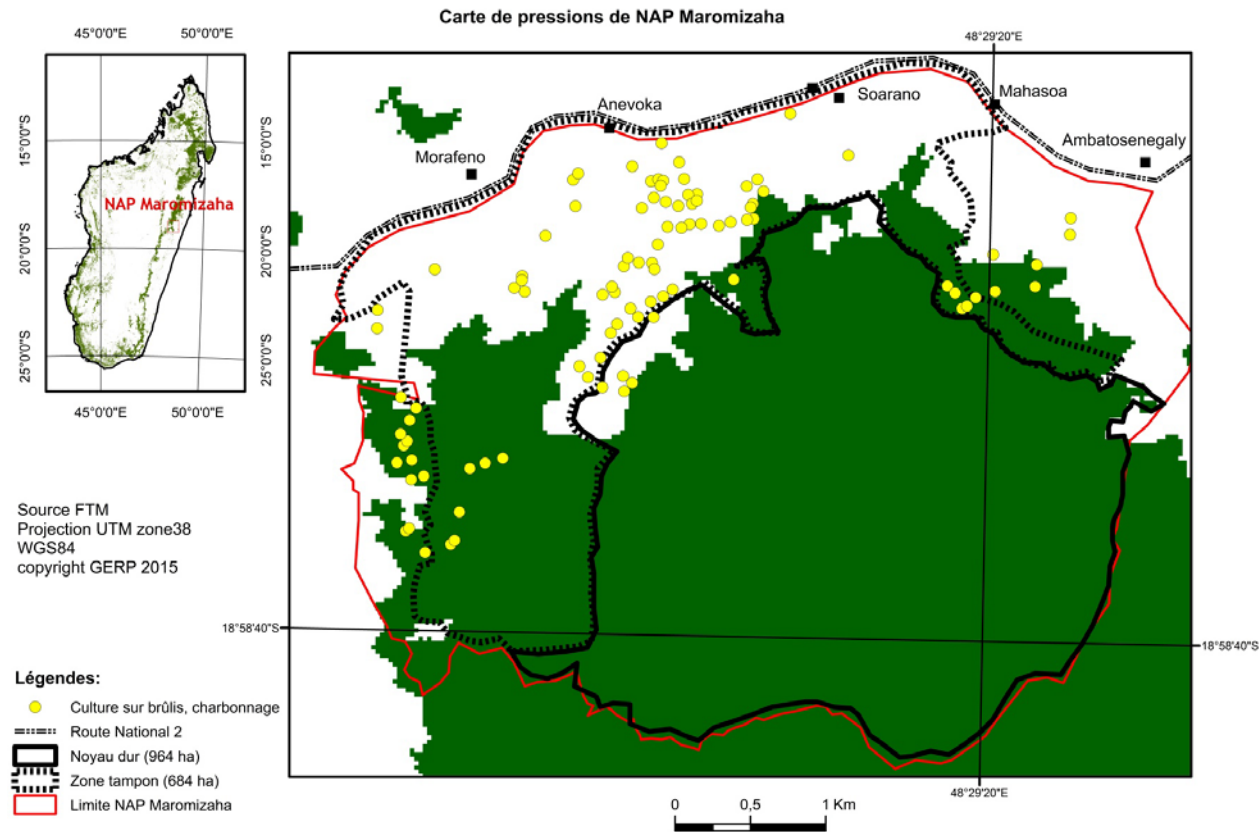 Carte de pressions de NAP Maromizaha
45°0'0"E
50°0'0"E
15°0'0"S
20°0'0"S
25°0'0"S
15°0'0"S
20°0'0"S
25°0'0"S
NAP Maromizaha
45°0'0"E
50°0'0"E
48°29'20"E
Anevoka
Soarano
Mahasoa
Morafeno
Ambatosenegaly
Source FTM
Projection UTM zone38
WGS84
copyright GERP 2015
18°58'40"S
18°58'40"S
48°29'20"E
Légendes:
Culture sur brûlis, charbonnage
Route National 2
Noyau dur (964 ha)
Zone tampon (684 ha)
Limite NAP Maromizaha
0 0,5 1 Km